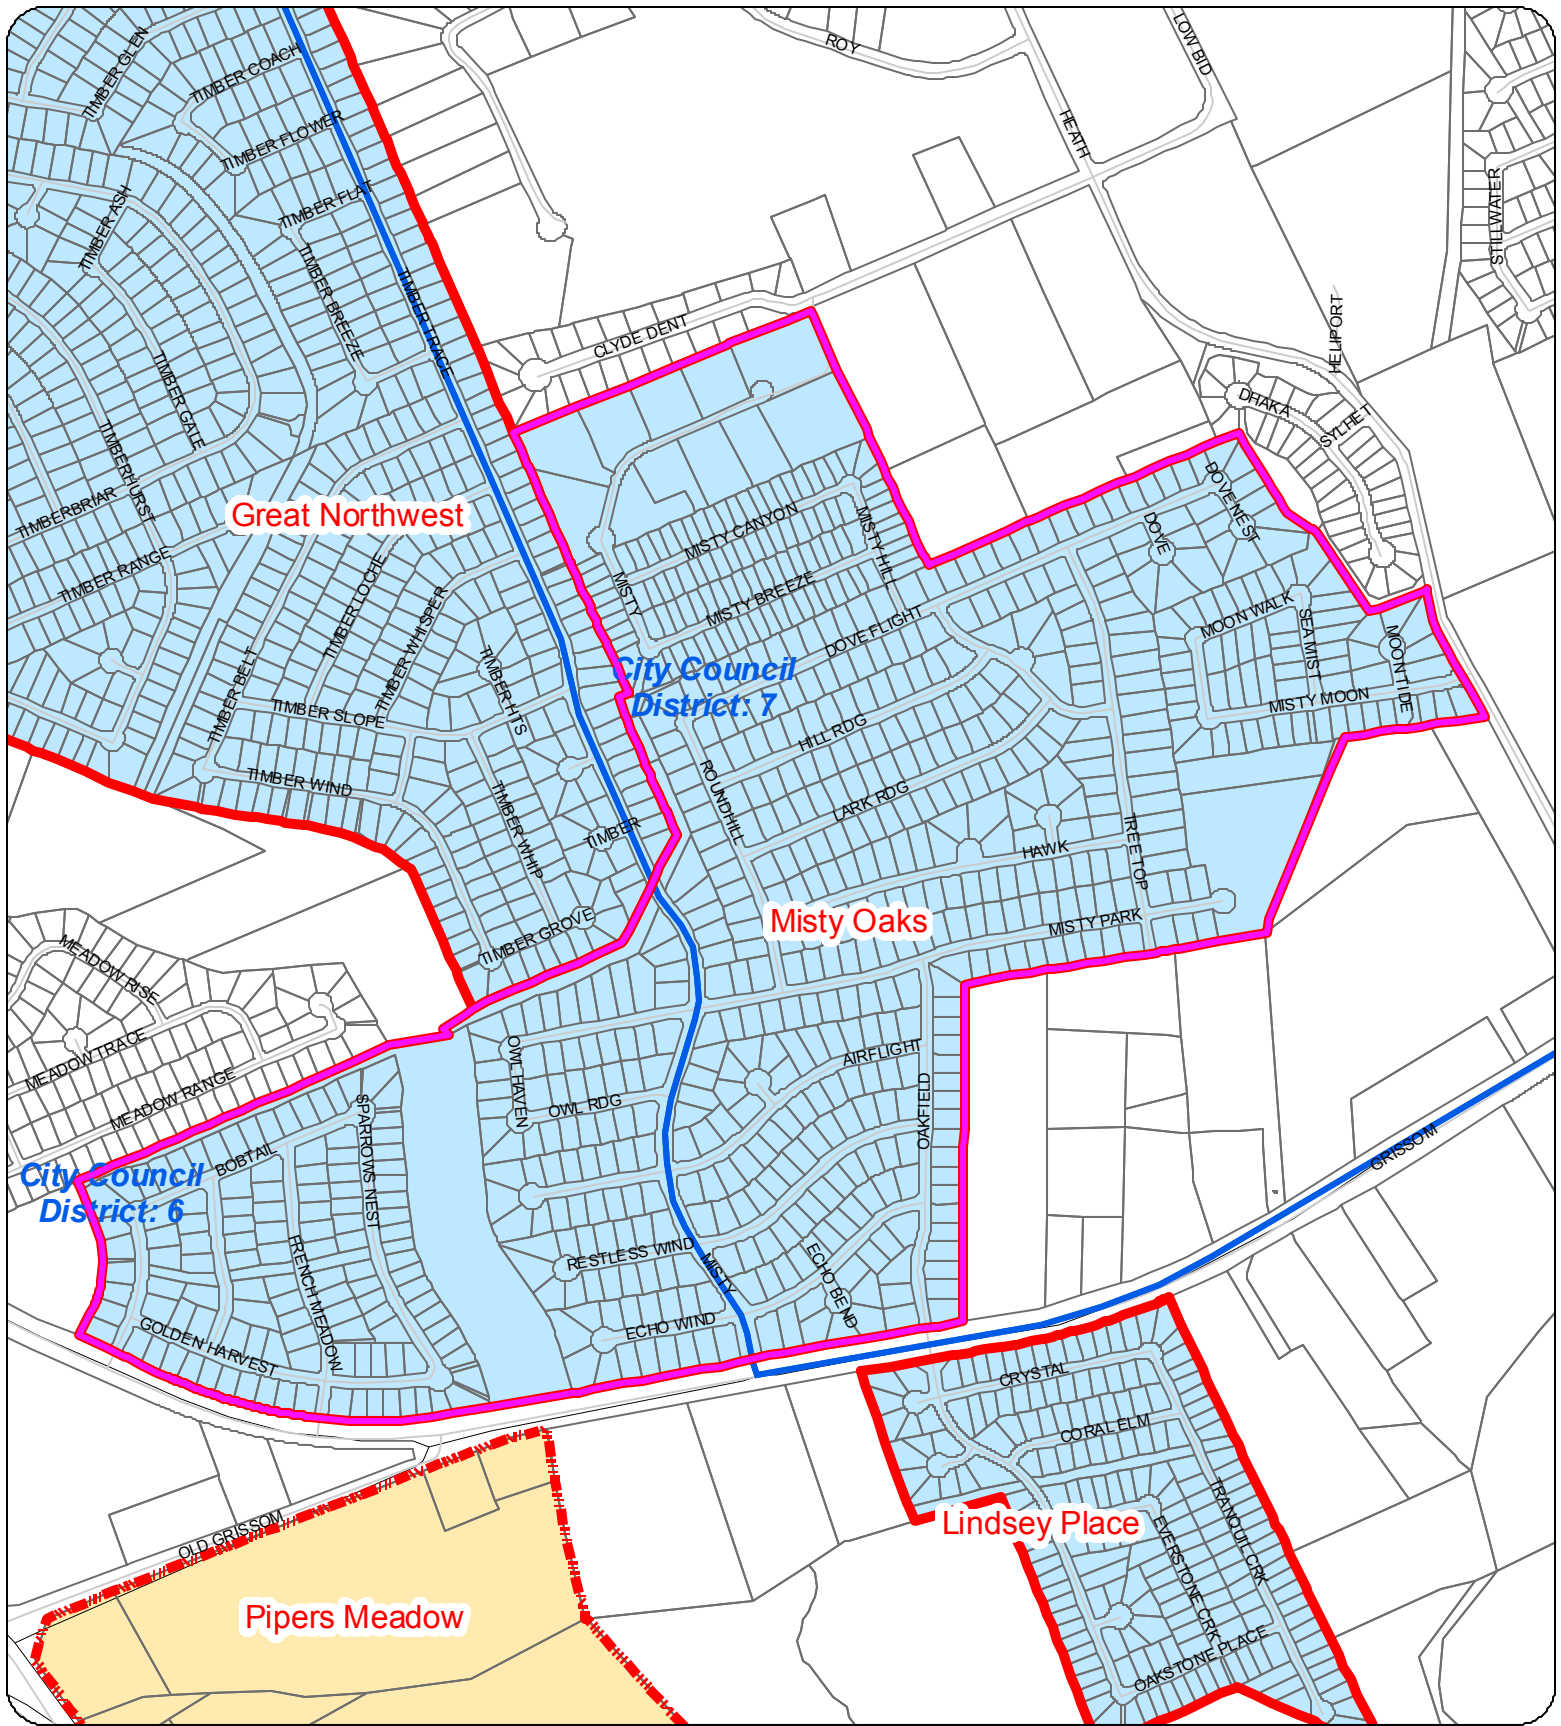 TIMBER GLEN
TIMBER COACH
ROY
LOW BID
TIMBER FLOWER
HEATH
TIMBER FLAT
TIMBER ASH
STILLWATER
TIMBER BREEZE
TIMBER TRACE
CLYDE DENT
HELIPORT
TIMBER GALE
DHAKA
SYLHET
TIMBERHURST
TIMBERBRIAR
Great Northwest
MISTY CANYON
MISTY HILL
DOVE NEST
DOVE
TIMBER RANGE
TIMBER LOCHE
TIMBER WHISPER
MISTY
MISTY BREEZE
DOVE FLIGHT
MOON WALK
SEA MIST
MOONTIDE
TIMBER BELT
TIMBER HTS
City Council
District: 7
TIMBER SLOPE
HILL RDG
MISTY MOON
TIMBER WIND
TIMBER WHIP
TIMBER
ROUNDHILL
LARK RDG
HAWK
TREE TOP
TIMBER GROVE
Misty Oaks
MISTY PARK
MEADOW RISE
MEADOW TRACE
MEADOW RANGE
OWL HAVEN
OWL RDG
AIRFLIGHT
OAKFIELD
SPARROWS NEST
BOBTAIL
City Council
District: 6
GRISSOM
FRENCH MEADOW
RESTLESS WIND
MISTY
ECHO BEND
ECHO WIND
GOLDEN HARVEST
CRYSTAL
CORAL ELM
TRANQUIL CRK
Lindsey Place
EVERSTONE CRK
OLD GRISSOM
Pipers Meadow
OAKSTONE PLACE